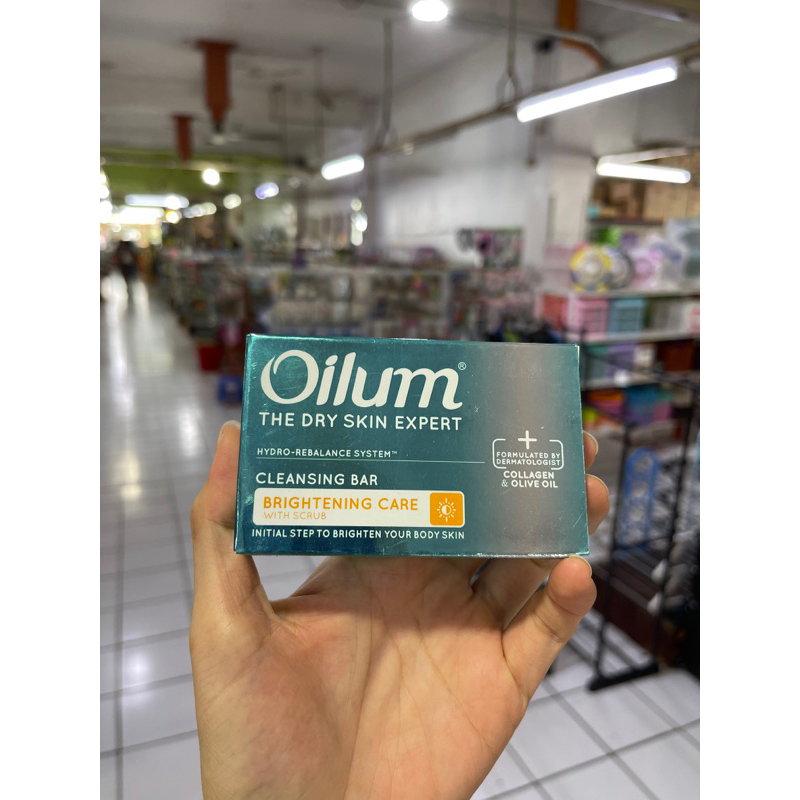 Oilum®
THE DRY SKIN EXPERT
HYDRO-REBALANCE SYSTEM™
CLEANSING BAR
BRIGHTENING CARE
WITH SCRUB
INITIAL STEP TO BRIGHTEN YOUR BODY SKIN
FORMULATED BY
DERMATOLOGIST
COLLAGEN
& OLIVE OIL